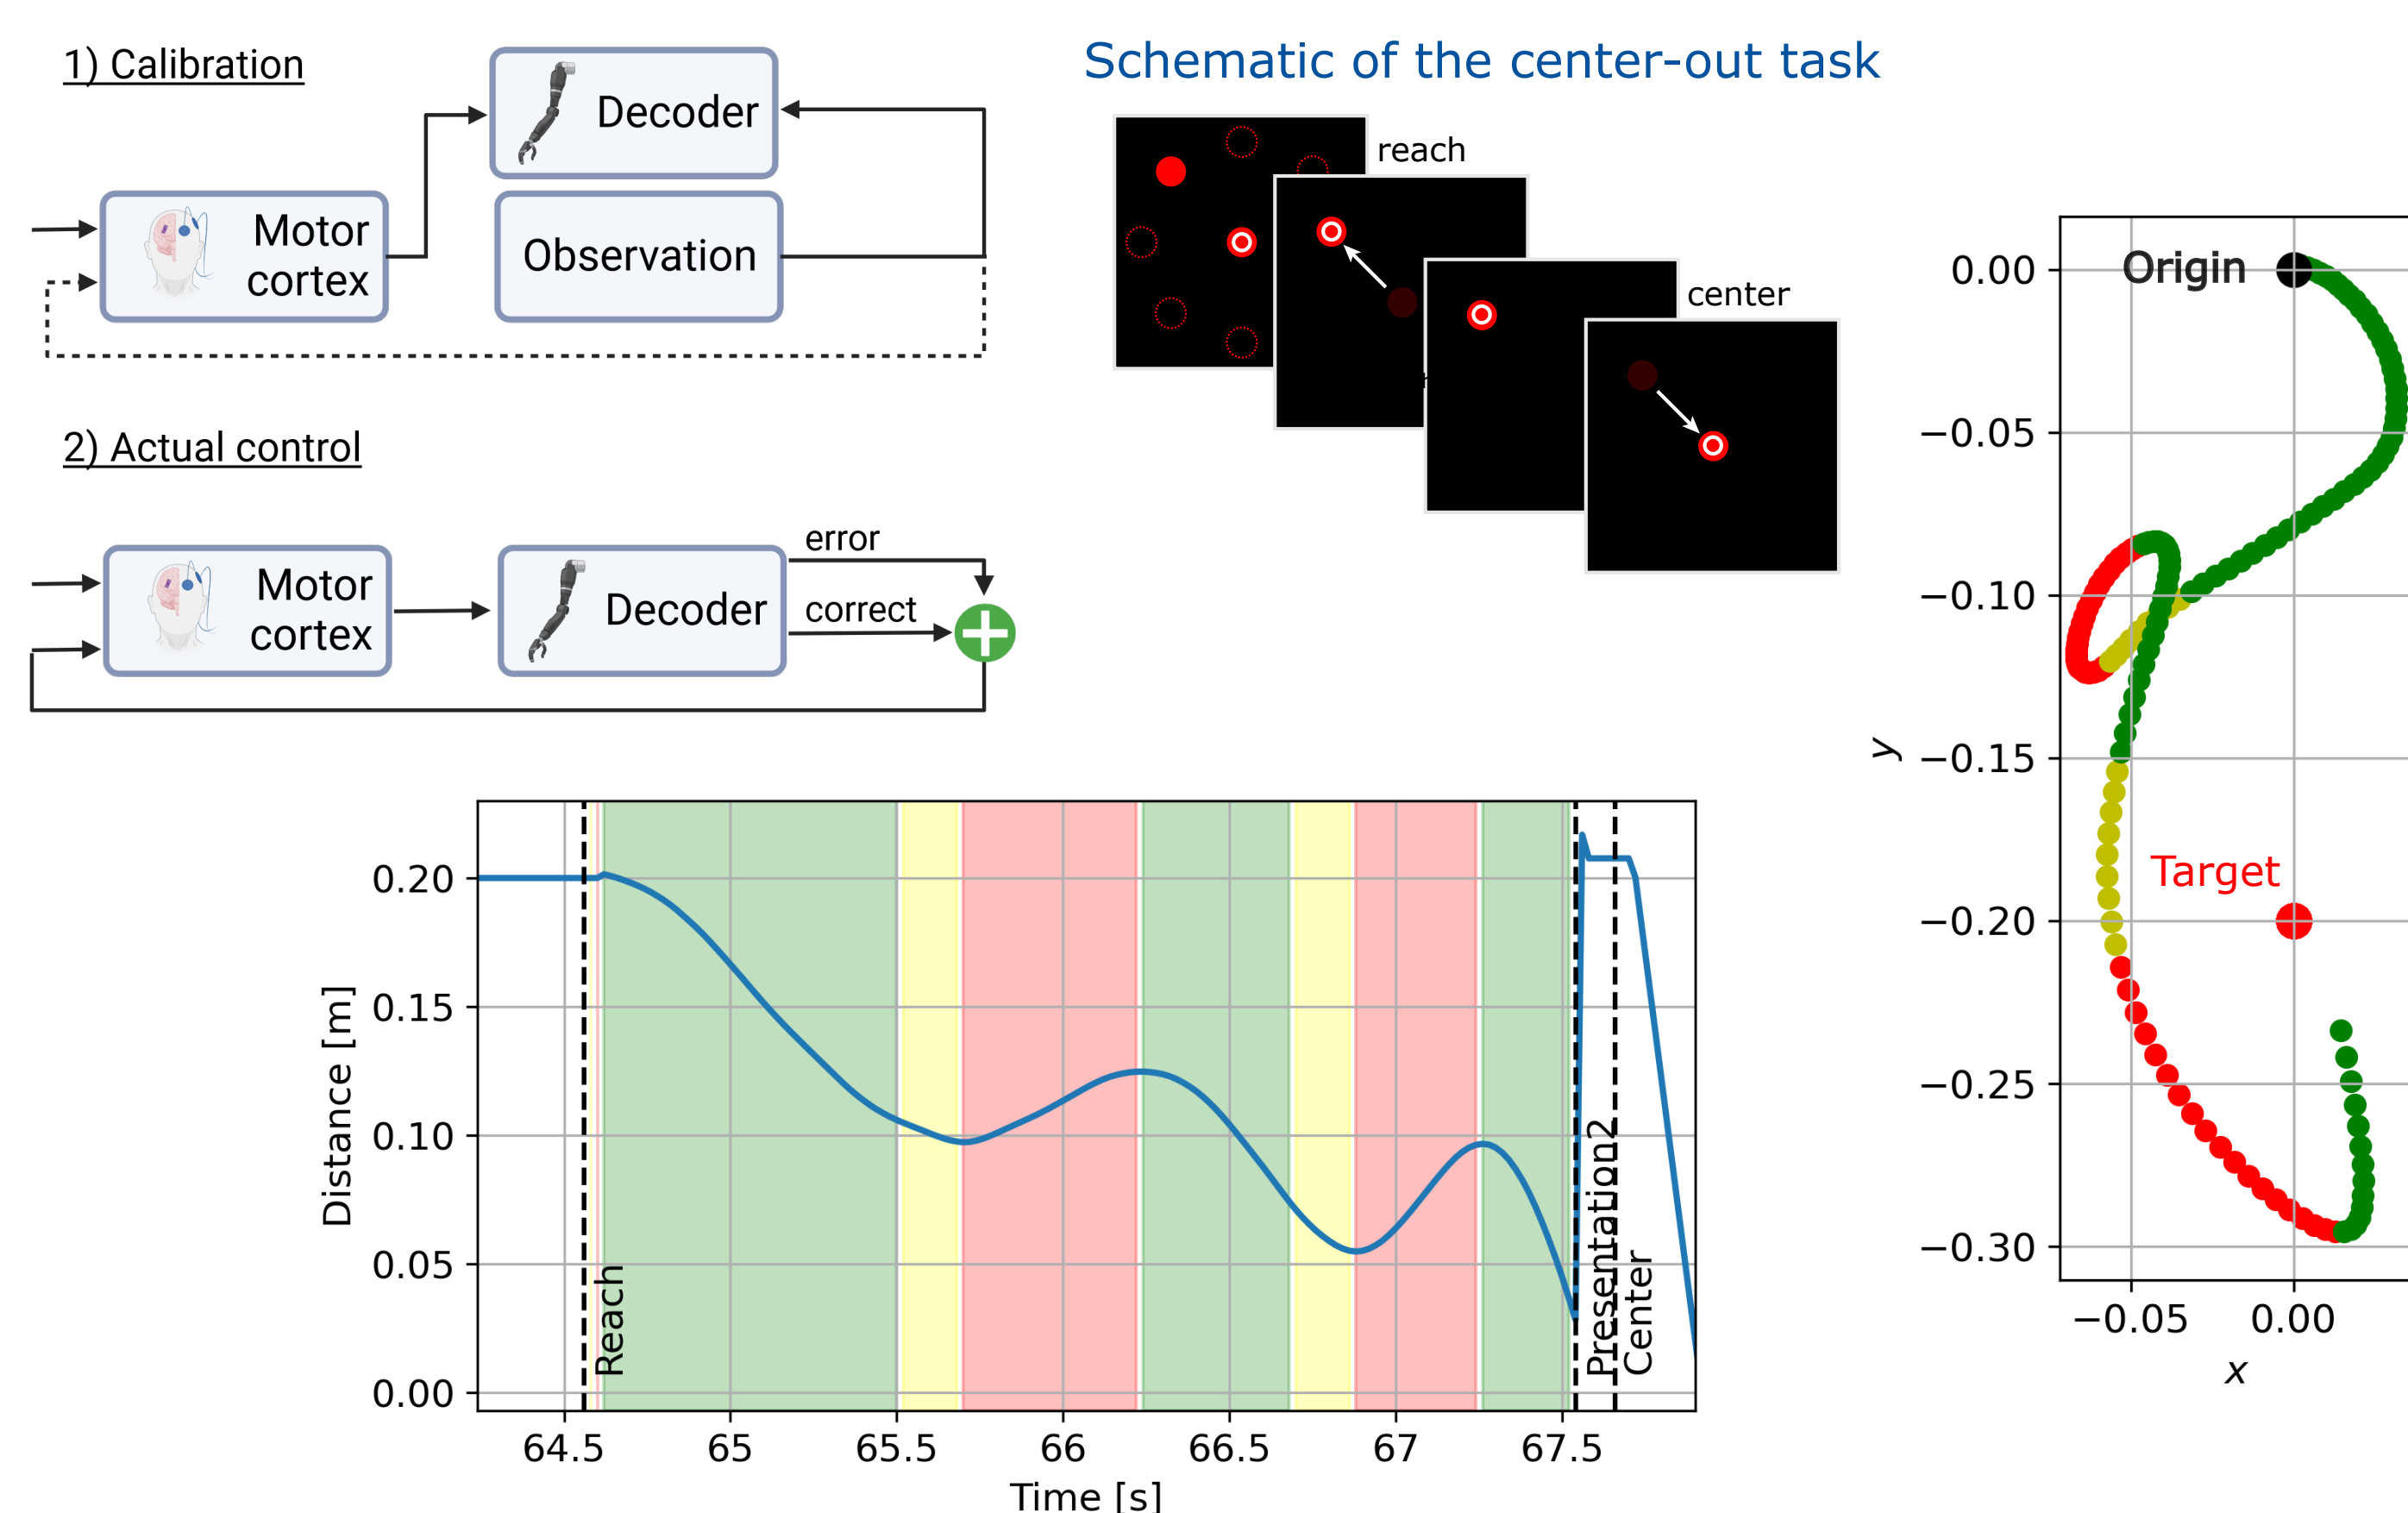 1) Calibration
Decoder
Motor
cortex
Observation
2) Actual control
Motor
cortex
Decoder
error
correct
Schematic of the center-out task
reach
center
0.20
0.15
0.10
0.05
0.00
Distance [m]
Reach
Presentation2
Center
64.5
65
65.5
66
66.5
67
67.5
Time [s]
0.00
−0.05
−0.10
−0.15
−0.20
−0.25
−0.30
y
Origin
Target
−0.05
0.00
x